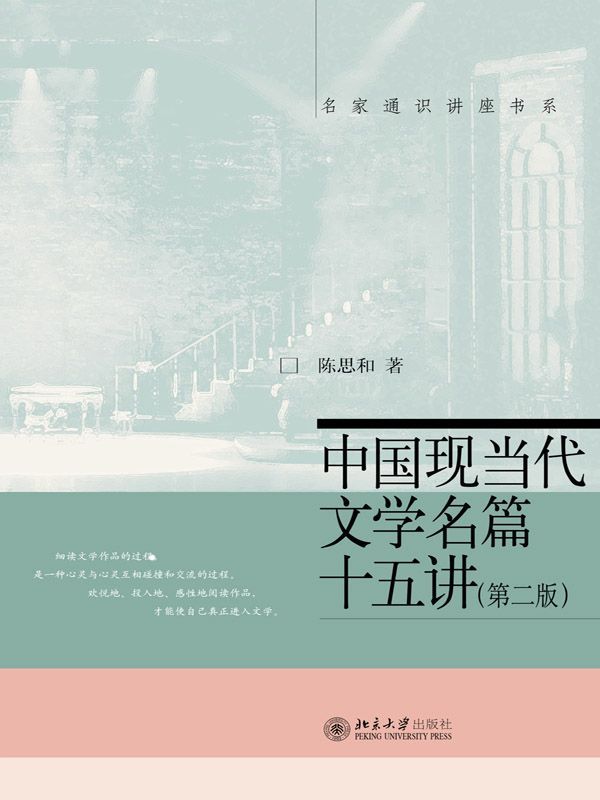 名家通识讲座书系
□ 陈思和 著
中国现当代
文学名篇
十五讲(第二版)
细读文学作品的过程,
是一种心灵与心灵互相碰撞和交流的过程。
欢悦地、投入地、感性地阅读作品,
才能使自己真正进入文学。
北京大学出版社
PEKING UNIVERSITY PRESS